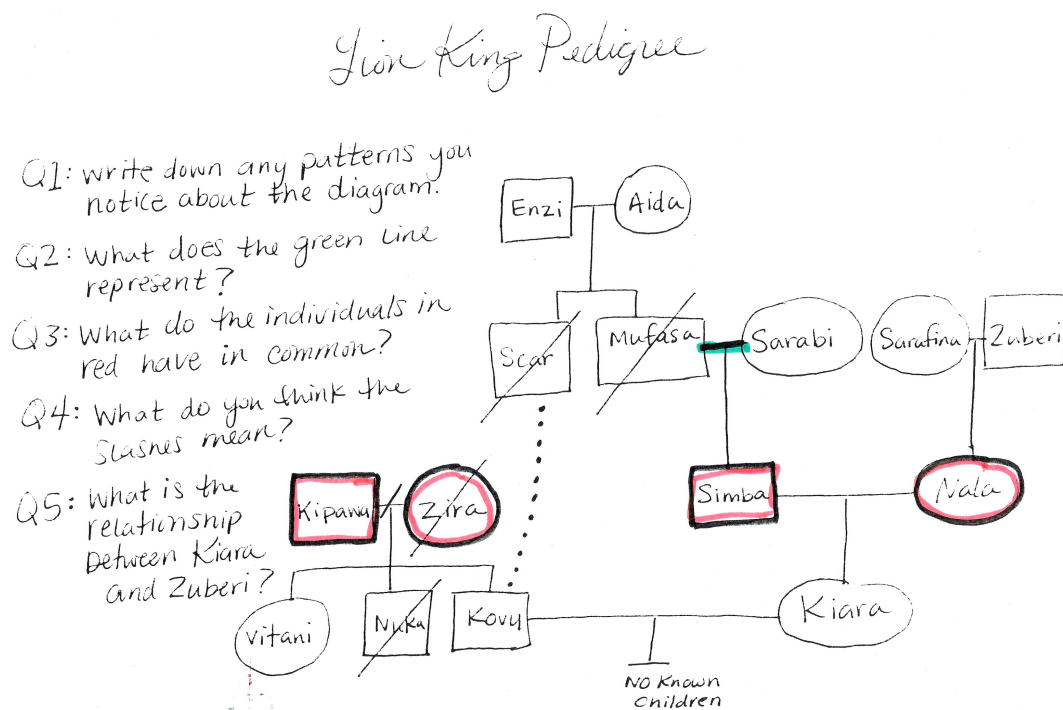 Lion King Pedigree
Q1: Write down any patterns you
notice about the diagram.
Q2: What does the green line
represent?
Q3: What do the individuals in
red have in common?
Q4: What do you think the
slashes mean?
Q5: What is the
relationship
between Kiara
and Zuberi?
Enzi
Aida
Scar
Mufasa
Sarabi
Sarafina
Zuberi
Kipawa
Zira
Simba
Nala
Vitani
Nuka
Kovu
Kiara
No Known
Children